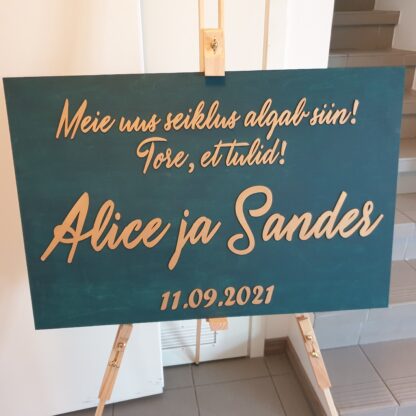 Meie uus seiklus algab siin!
Tore, et tulid!
Alice ja Sander
11.09.2021